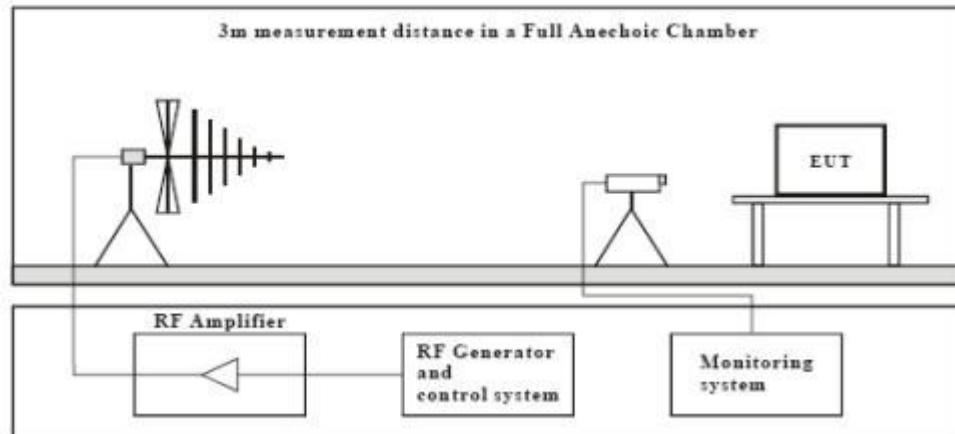 3m measurement distance in a Full Anechoic Chamber
EUT
RF Amplifier
RF Generator
and
control system
Monitoring
system